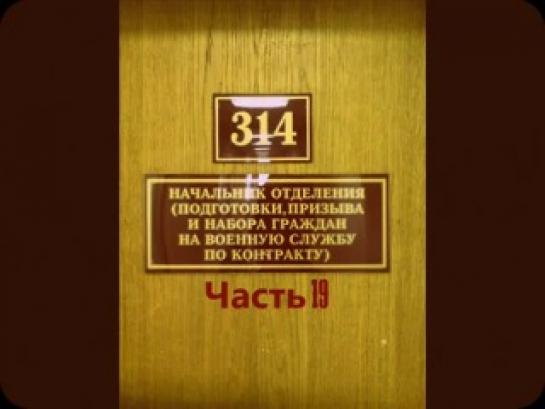 314
НАЧАЛЬНИК ОТДЕЛЕНИЯ
(ПОДГОТОВКИ, ПРИЗЫВА
И НАБОРА ГРАЖДАН
НА ВОЕННУЮ СЛУЖБУ
ПО КОНТРАКТУ)
Часть 19